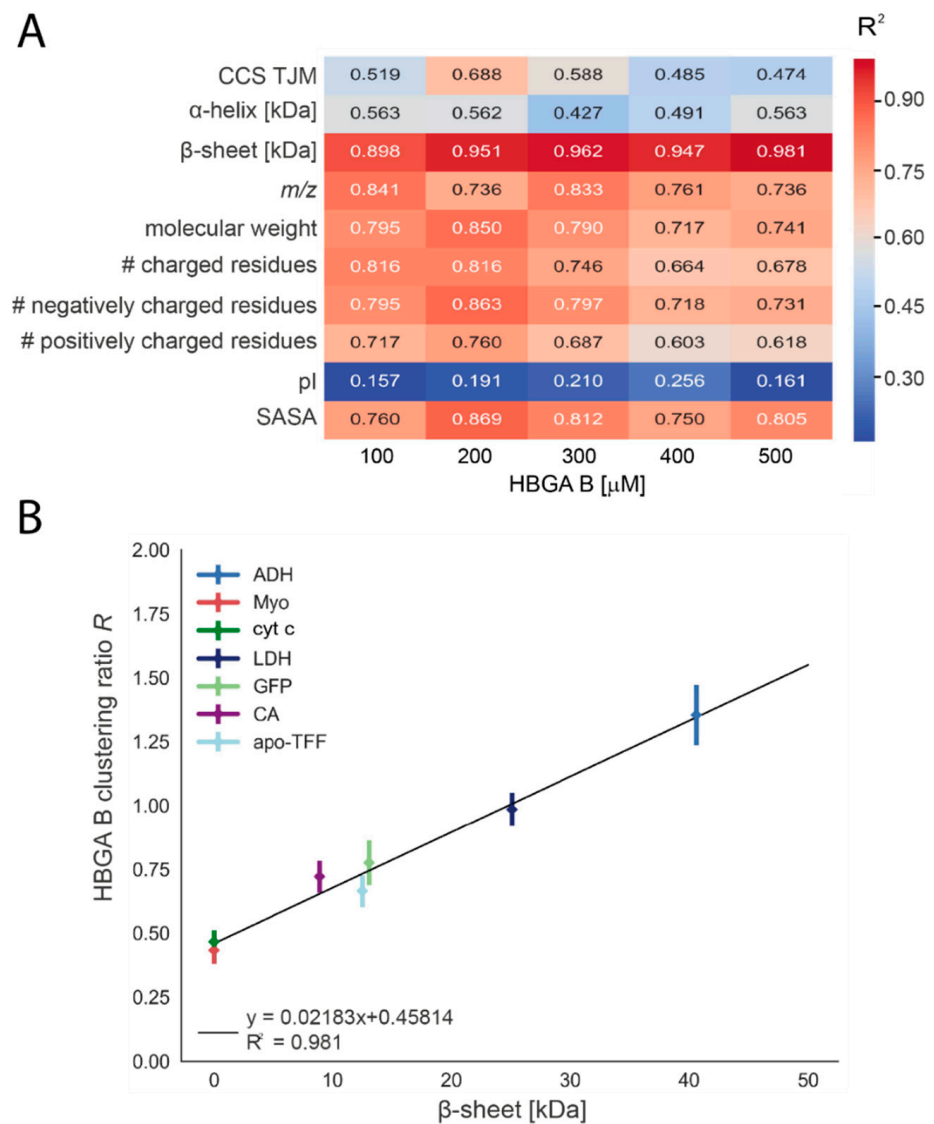 A
R²
CCS TJM 0.519 0.688 0.588 0.485 0.474
α-helix [kDa] 0.563 0.562 0.427 0.491 0.563
β-sheet [kDa] 0.898 0.951 0.962 0.947 0.981
m/z 0.841 0.736 0.833 0.761 0.736
molecular weight 0.795 0.850 0.790 0.717 0.741
# charged residues 0.816 0.816 0.746 0.664 0.678
# negatively charged residues 0.795 0.863 0.797 0.718 0.731
# positively charged residues 0.717 0.760 0.687 0.603 0.618
pI 0.157 0.191 0.210 0.256 0.161
SASA 0.760 0.869 0.812 0.750 0.805
100 200 300 400 500
HBGA B [μM]
0.90
0.75
0.60
0.45
0.30
B
HBGA B clustering ratio R
2.00
1.75
1.50
1.25
1.00
0.75
0.50
0.25
0.00
ADH
Myo
cyt c
LDH
GFP
CA
apo-TFF
y = 0.02183x+0.45814
R² = 0.981
0 10 20 30 40 50
β-sheet [kDa]